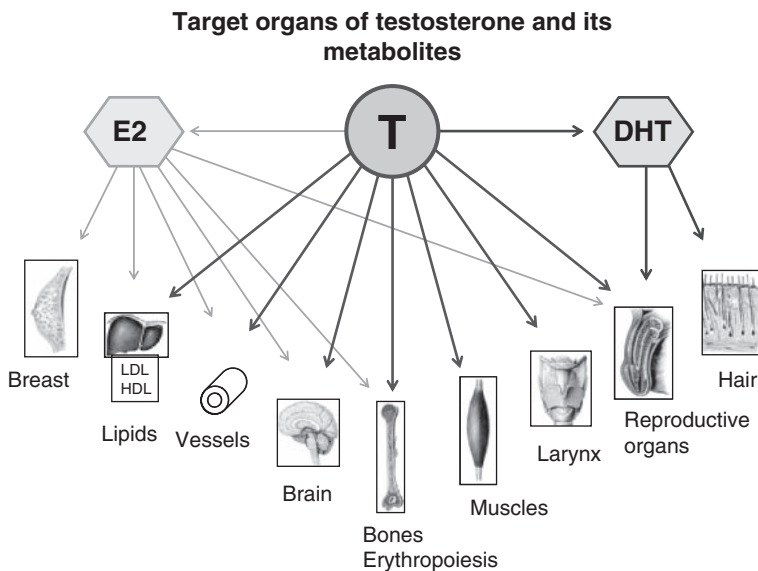 Target organs of testosterone and its
metabolites
E2
T
DHT
Breast
LDL
HDL
Lipids
Vessels
Brain
Bones
Erythropoiesis
Muscles
Larynx
Reproductive
organs
Hair